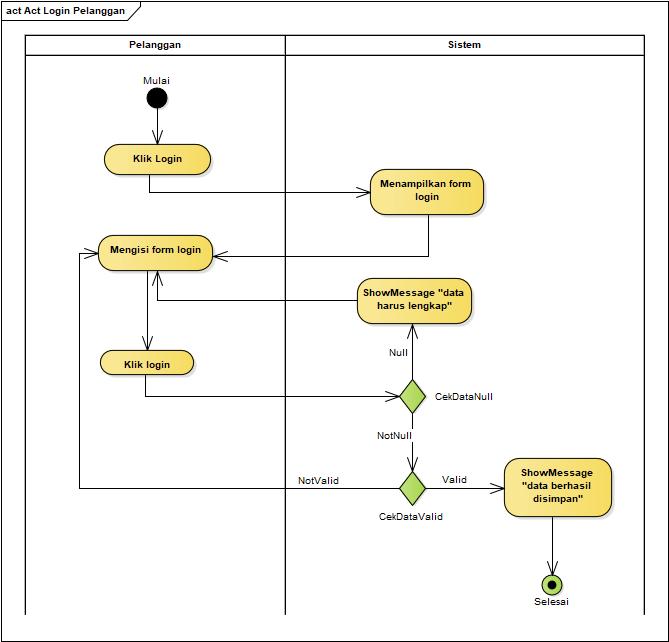 act Act Login Pelanggan
Pelanggan
Sistem
Mulai
Klik Login
Menampilkan form
login
Mengisi form login
ShowMessage "data
harus lengkap"
Null
Klik login
CekDataNull
NotNull
NotValid
Valid
ShowMessage
"data berhasil
disimpan"
CekDataValid
Selesai